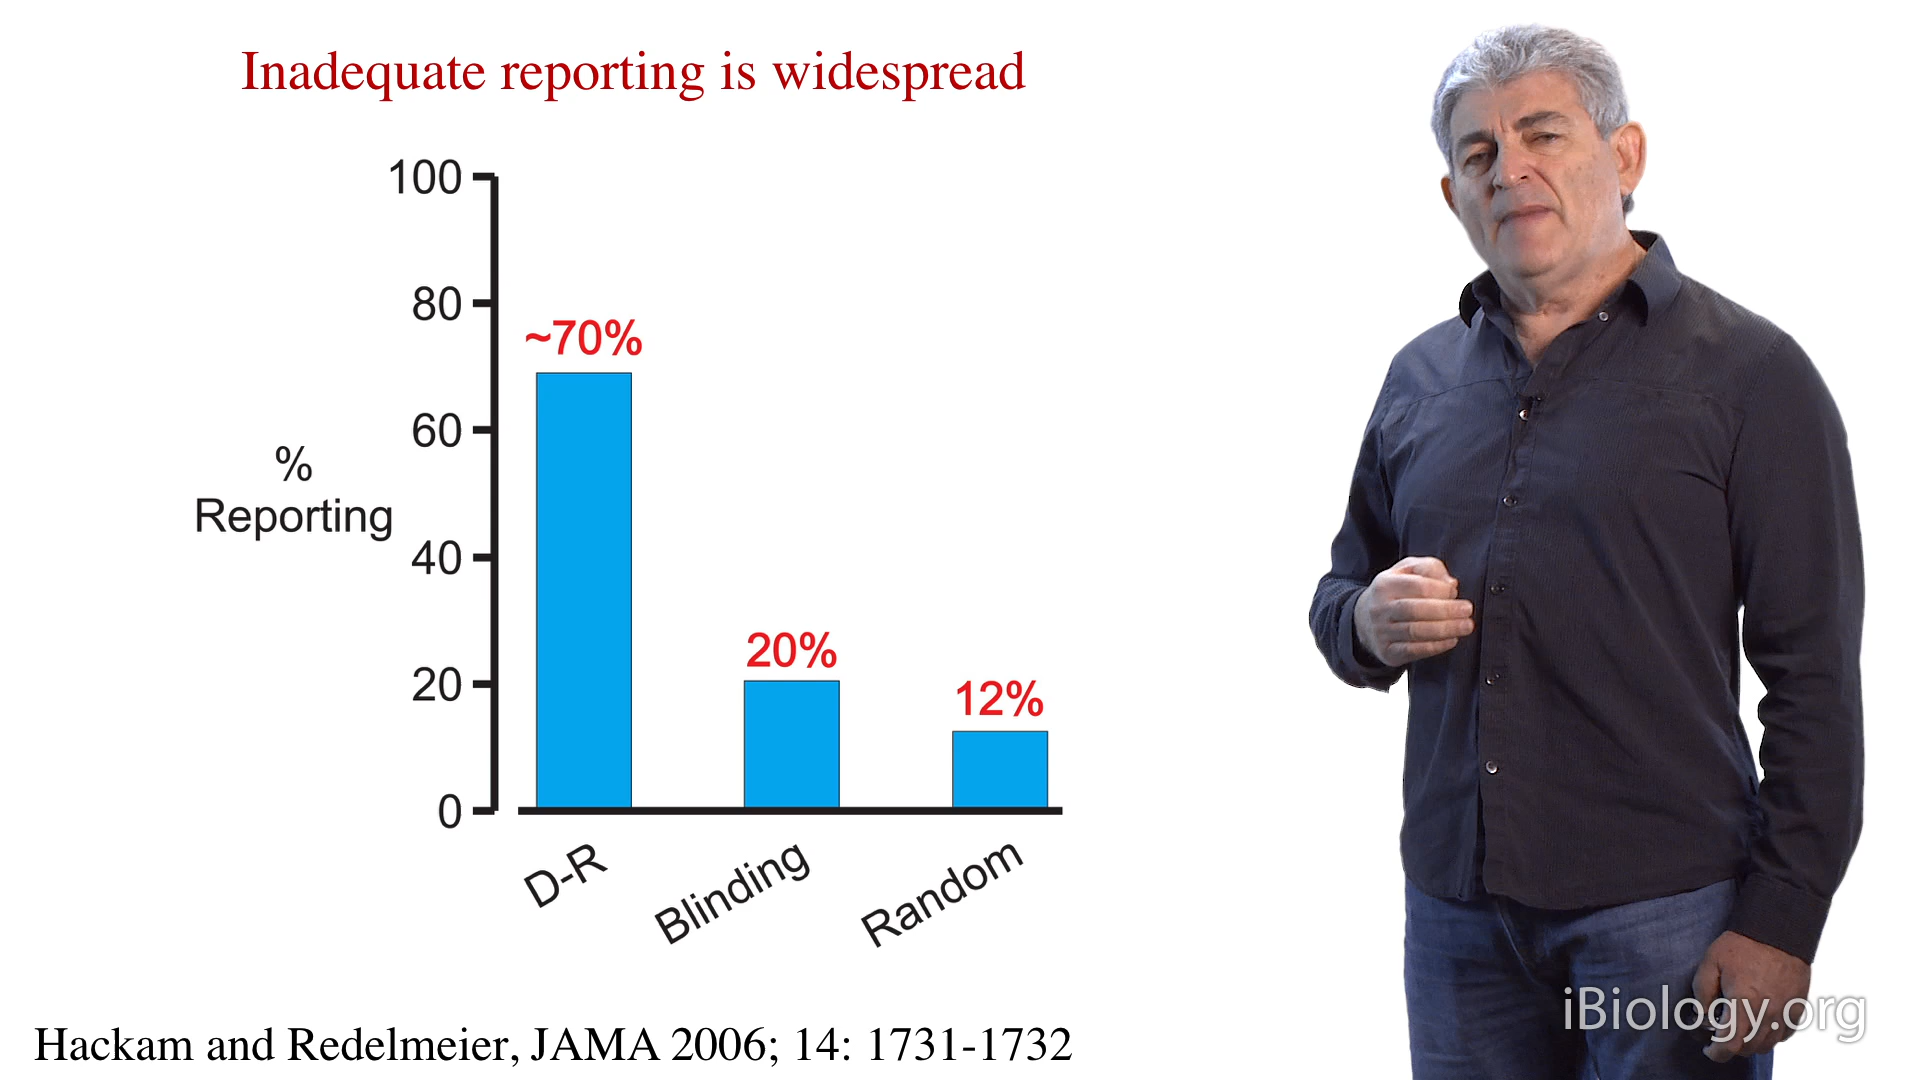 Inadequate reporting is widespread
100
80
60
40
20
0
%
Reporting
~70%
20%
12%
D-R
Blinding
Random
Hackam and Redelmeier, JAMA 2006; 14: 1731-1732
iBiology.org